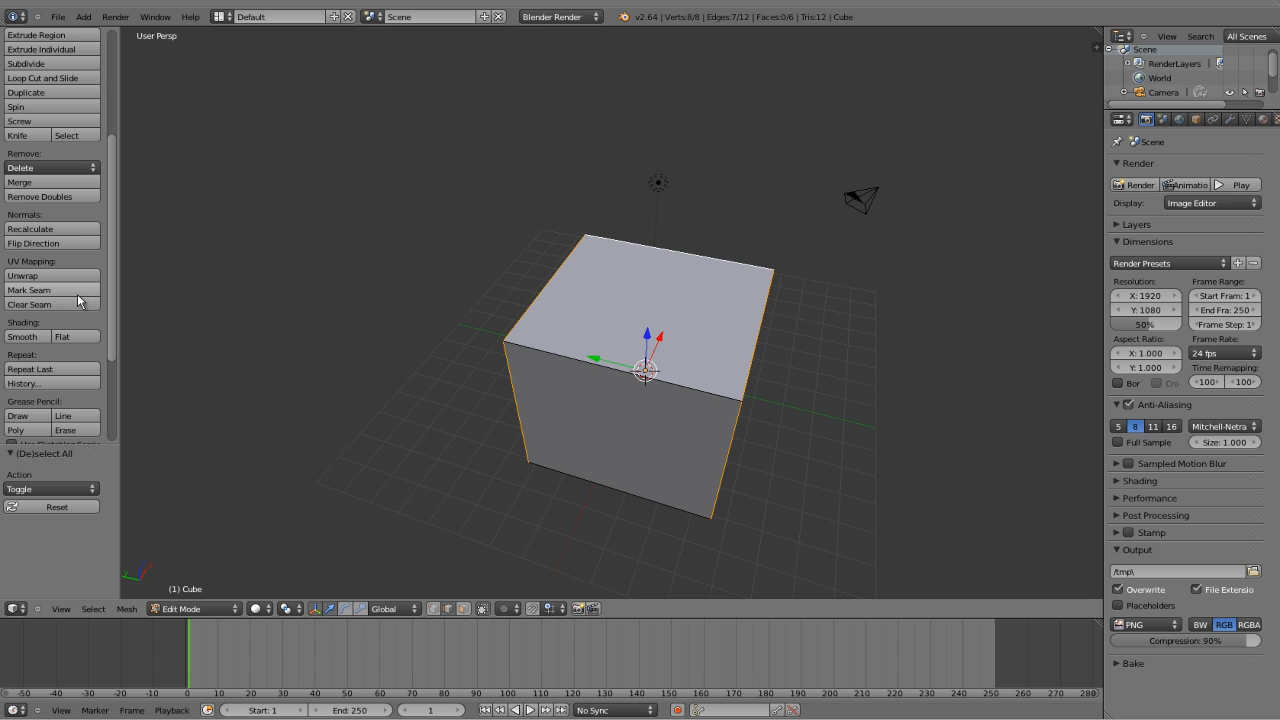 File Add Render Window Help Default Scene Blender Render v2.64 | Verts:8/8 | Edges:7/12 | Faces:0/6 | Tris:12 | Cube
Extrude Region
Extrude Individual
Subdivide
Loop Cut and Slide
Duplicate
Spin
Screw
Knife Select
Remove:
Delete
Merge
Remove Doubles
Normals:
Recalculate
Flip Direction
UV Mapping:
Unwrap
Mark Seam
Clear Seam
Shading:
Smooth Flat
Repeat:
Repeat Last
History...
Grease Pencil:
Draw Line
Poly Erase
(De)select All
Action
Toggle
Reset
User Persp
(1) Cube
View Select Mesh Edit Mode Global
-50 -40 -30 -20 -10 0 10 20 30 40 50 60 70 80 90 100 110 120 130 140 150 160 170 180 190 200 210 220 230 240 250 260 270 280
View Marker Frame Playback Start: 1 End: 250 1 No Sync
View Search All Scenes
Scene
RenderLayers
World
Camera
Scene
Render
Render Animatio Play
Display: Image Editor
Layers
Dimensions
Render Presets
Resolution: Frame Range:
X: 1920 Start Fram: 1
Y: 1080 End Fra: 250
50% Frame Step: 1
Aspect Ratio: Frame Rate:
X: 1.000 24 fps
Y: 1.000 Time Remapping:
Bor Cro 100 100
Anti-Aliasing
5 8 11 16 Mitchell-Netra
Full Sample Size: 1.000
Sampled Motion Blur
Shading
Performance
Post Processing
Stamp
Output
/tmp\
Overwrite File Extensio
Placeholders
PNG BW RGB RGBA
Compression: 90%
Bake